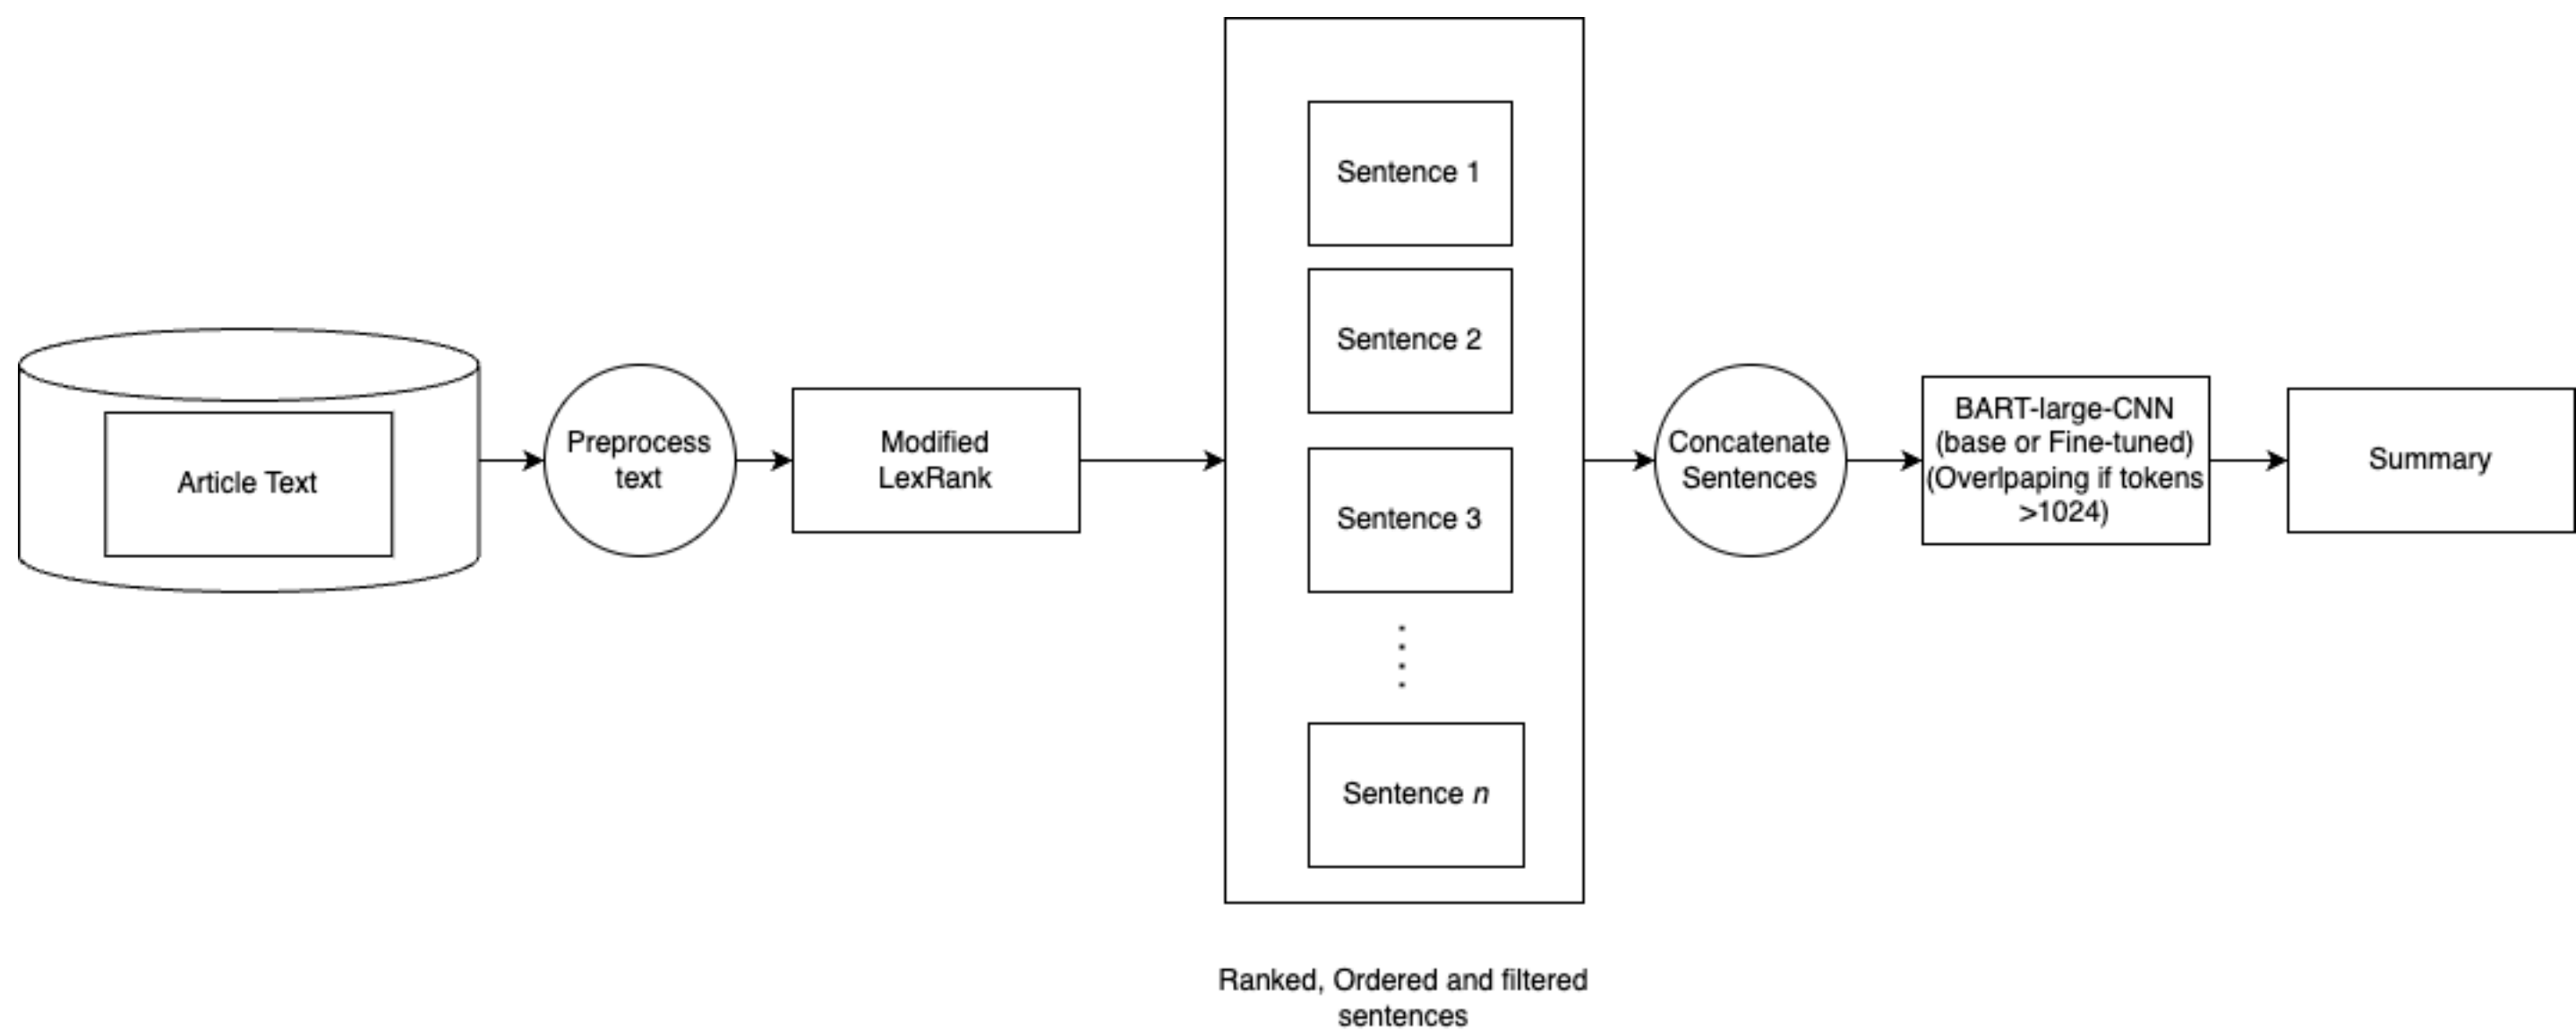 Article Text
Preprocess
text
Modified
LexRank
Sentence 1
Sentence 2
Sentence 3
Sentence n
Ranked, Ordered and filtered
sentences
Concatenate
Sentences
BART-large-CNN
(base or Fine-tuned)
(Overlpaping if tokens
>1024)
Summary